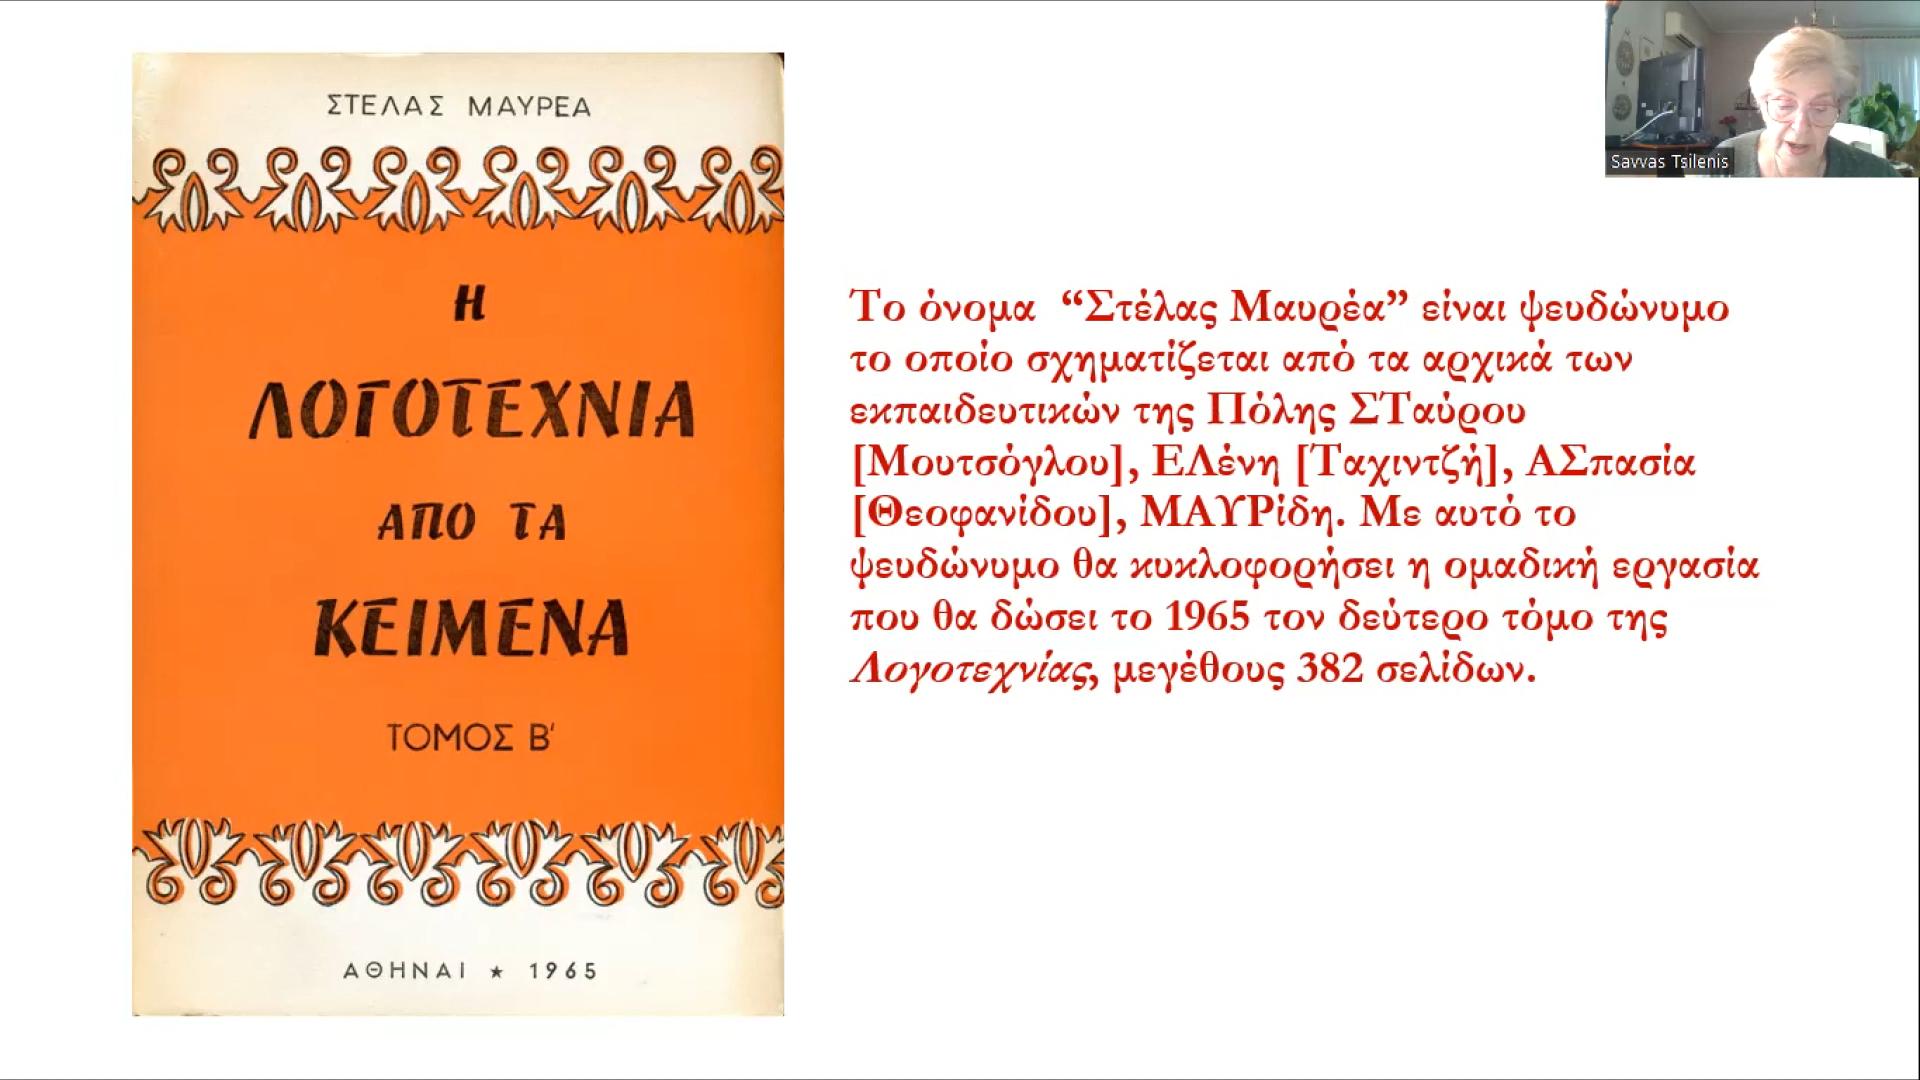 ΣΤΕΛΑΣ ΜΑΥΡΕΑ
Η
ΛΟΓΟΤΕΧΝΙΑ
ΑΠΟ ΤΑ
ΚΕΙΜΕΝΑ
ΤΟΜΟΣ Β'
ΑΘΗΝΑΙ ★ 1965
Το όνομα “Στέλας Μαυρέα” είναι ψευδώνυμο
το οποίο σχηματίζεται από τα αρχικά των
εκπαιδευτικών της Πόλης ΣΤαύρου
[Μουτσόγλου], ΕΛένη [Ταχιντζή], ΑΣπασία
[Θεοφανίδου], ΜΑΥΡίδη. Με αυτό το
ψευδώνυμο θα κυκλοφορήσει η ομαδική εργασία
που θα δώσει το 1965 τον δεύτερο τόμο της
Λογοτεχνίας, μεγέθους 382 σελίδων.
Savvas Tsilenis